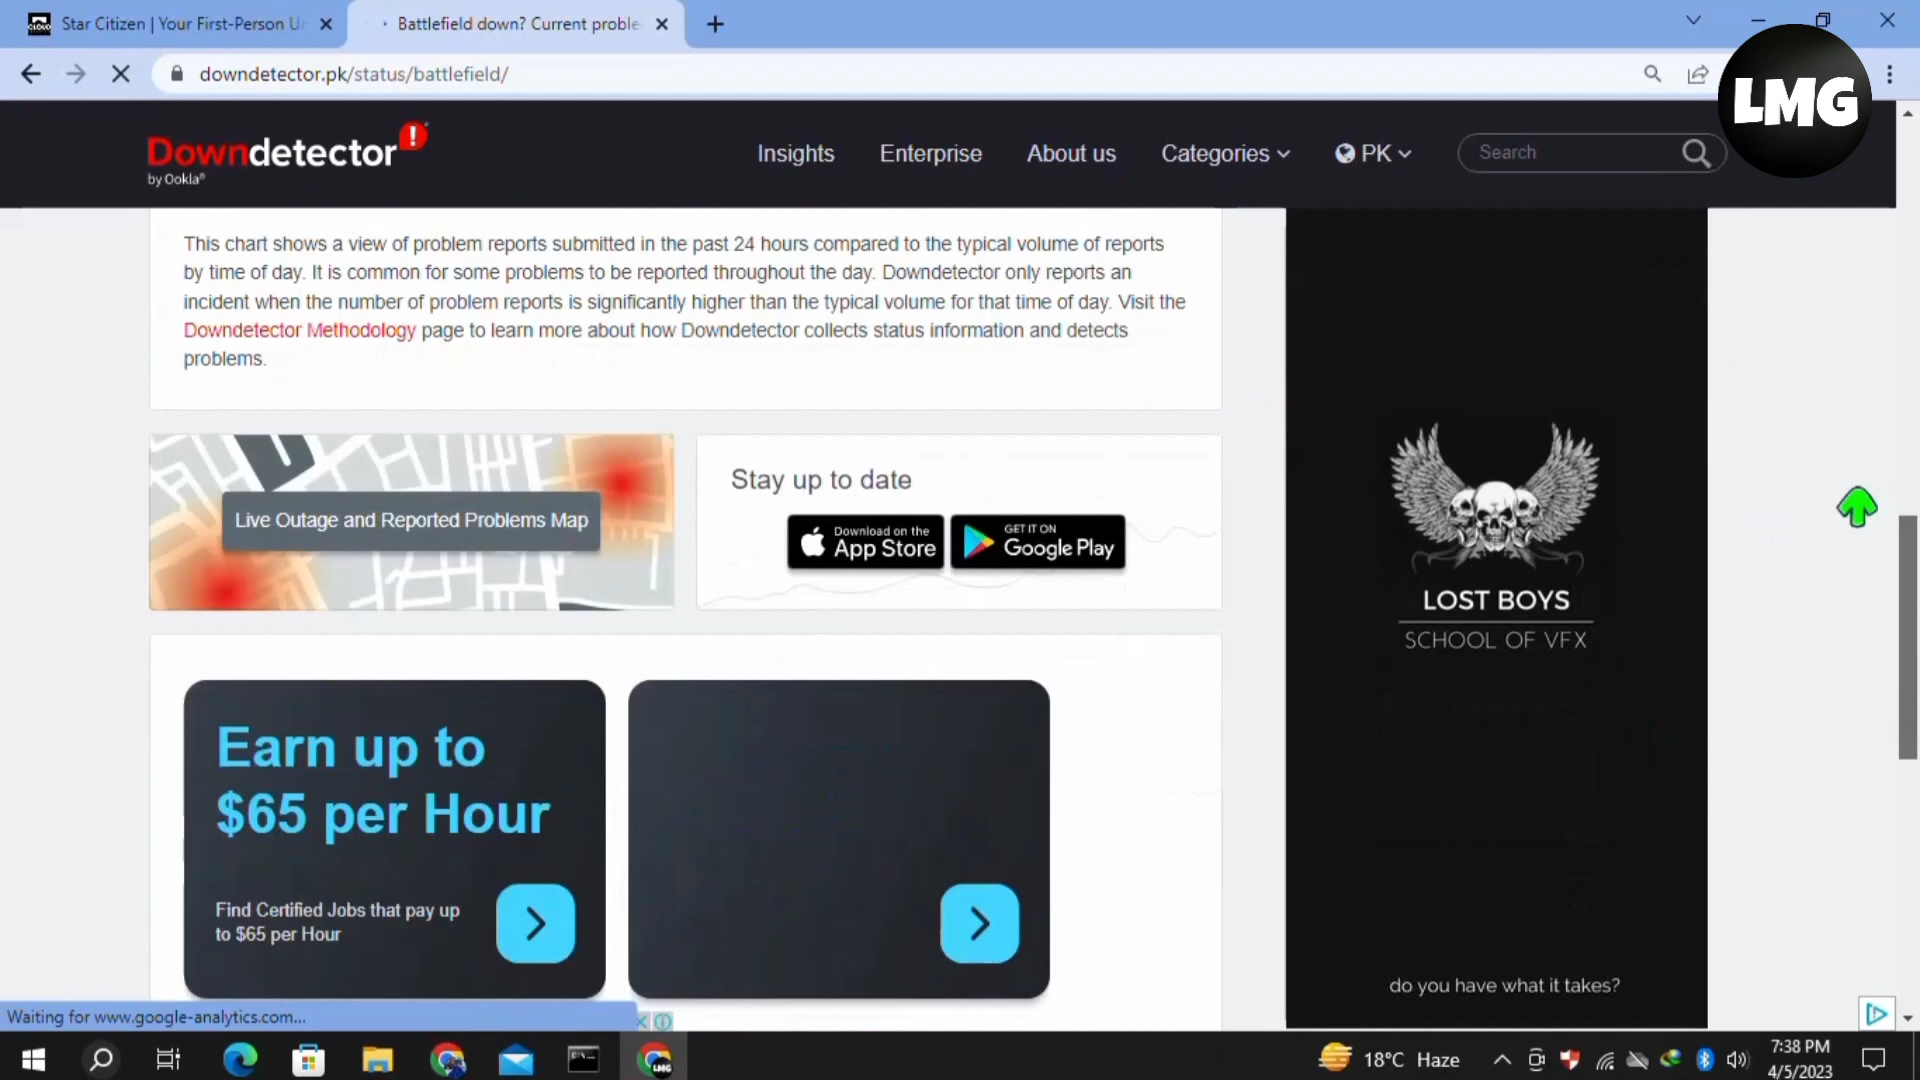 Star Citizen | Your First-Person Un
Battlefield down? Current proble
downdetector.pk/status/battlefield/
LMG
Downdetector
by Ookla®
Insights
Enterprise
About us
Categories
PK
Search
This chart shows a view of problem reports submitted in the past 24 hours compared to the typical volume of reports
by time of day. It is common for some problems to be reported throughout the day. Downdetector only reports an
incident when the number of problem reports is significantly higher than the typical volume for that time of day. Visit the
Downdetector Methodology page to learn more about how Downdetector collects status information and detects
problems.
Live Outage and Reported Problems Map
Stay up to date
Download on the
App Store
GET IT ON
Google Play
LOST BOYS
SCHOOL OF VFX
Earn up to
$65 per Hour
Find Certified Jobs that pay up
to $65 per Hour
do you have what it takes?
Waiting for www.google-analytics.com...
18°C Haze
7:38 PM
4/5/2023